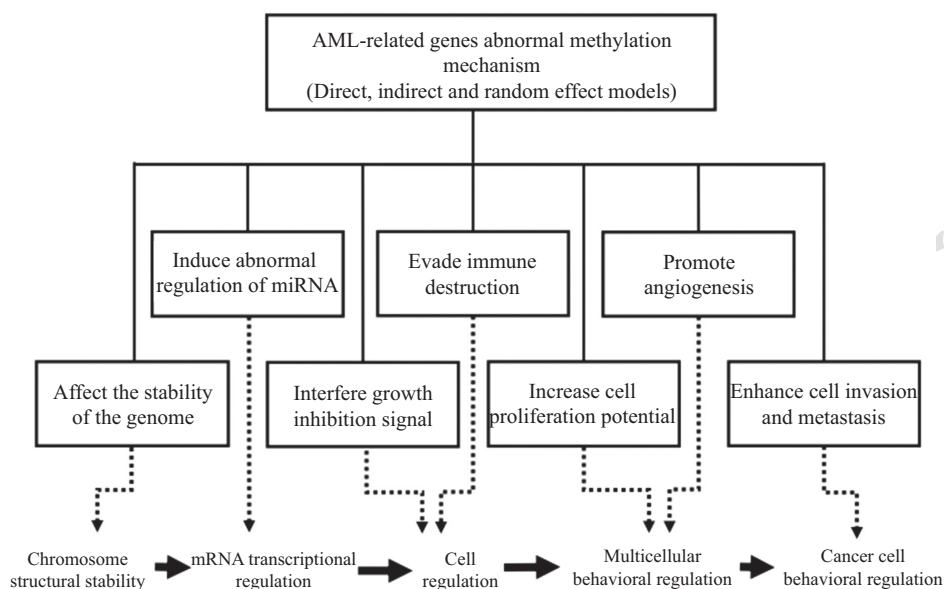 AML-related genes abnormal methylation
mechanism
(Direct, indirect and random effect models)
Induce abnormal
regulation of miRNA
Evade immune
destruction
Promote
angiogenesis
Affect the stability
of the genome
Interfere growth
inhibition signal
Increase cell
proliferation potential
Enhance cell invasion
and metastasis
Chromosome
structural stability
mRNA transcriptional
regulation
Cell
regulation
Multicellular
behavioral regulation
Cancer cell
behavioral regulation